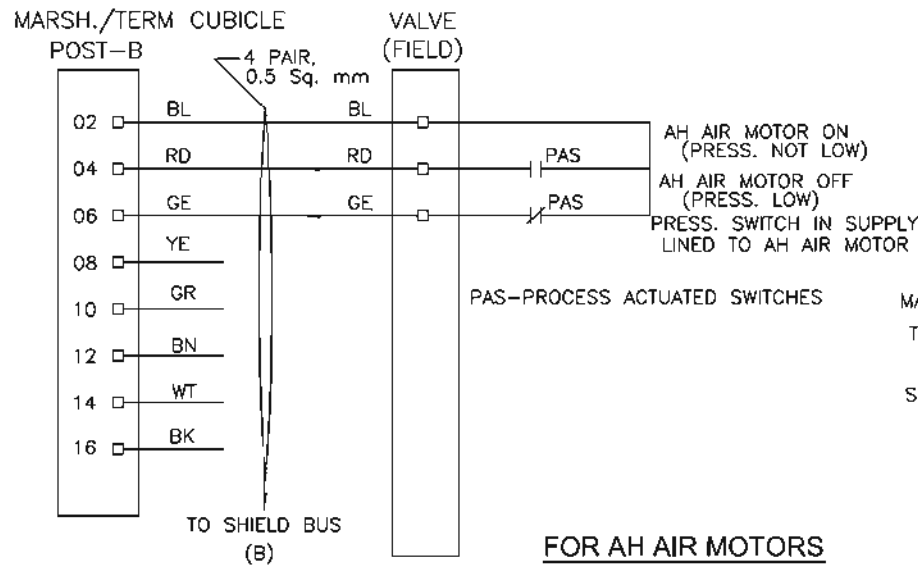 MARSH./TERM CUBICLE
POST-B
VALVE
(FIELD)
4 PAIR,
0.5 Sq. mm
02 BL BL
AH AIR MOTOR ON
(PRESS. NOT LOW)
04 RD RD PAS
AH AIR MOTOR OFF
(PRESS. LOW)
06 GE GE PAS
PRESS. SWITCH IN SUPPLY
LINED TO AH AIR MOTOR
08 YE
10 GR
PAS-PROCESS ACTUATED SWITCHES
MA
T
12 BN
S
14 WT
16 BK
TO SHIELD BUS
(B)
FOR AH AIR MOTORS